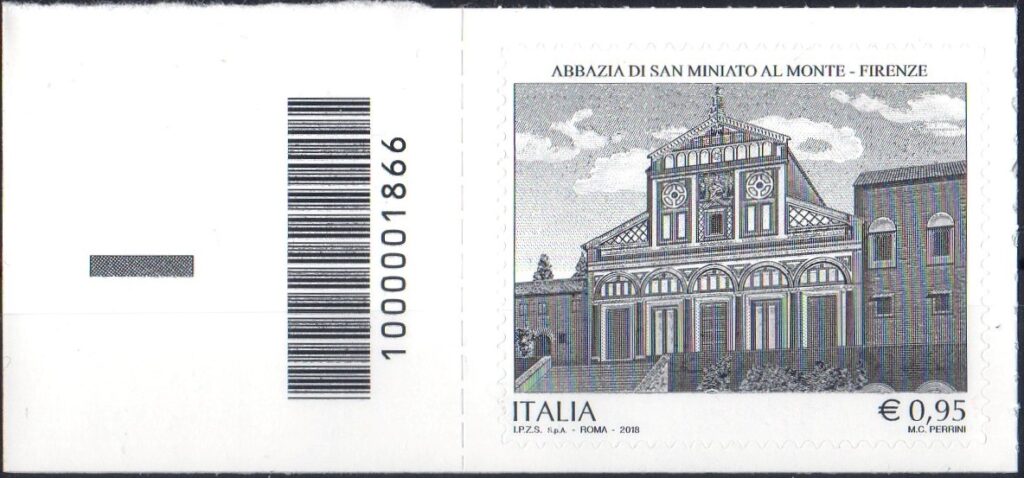 ABBAZIA DI SAN MINIATO AL MONTE - FIRENZE
1000001866
ITALIA
€ 0,95
I.P.Z.S. S.p.A. - ROMA - 2018
M.C. PERRINI